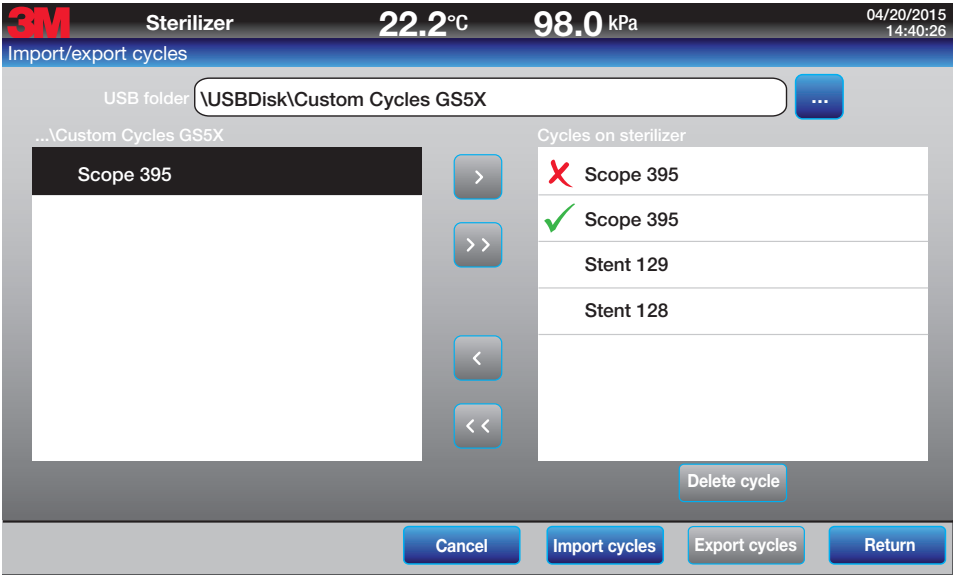 3M Sterilizer 22.2°C 98.0 kPa 04/20/2015
14:40:26
Import/export cycles
USB folder \USBDisk\Custom Cycles GS5X ...
...\Custom Cycles GS5X Cycles on sterilizer
Scope 395 > Scope 395
Scope 395
>>
Stent 129
Stent 128
<
<<
Delete cycle
Cancel Import cycles Export cycles Return